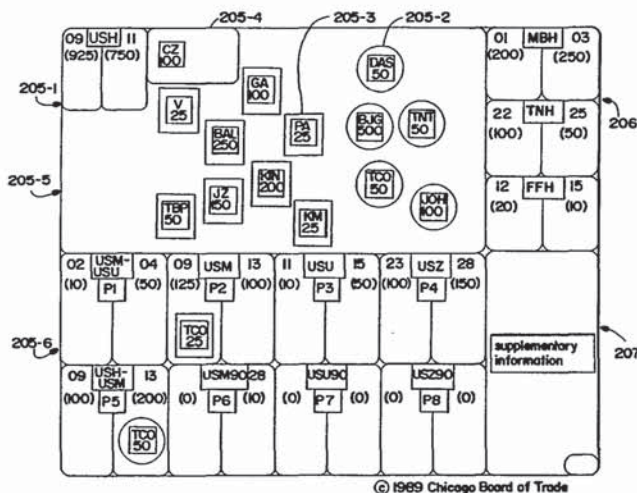 205-4
205-3
205-2
09 USH 11
(925) (750)
CZ
100
GA
100
DAS
50
01 MBH 03
(200) (250)
205-1
V
25
BAL
250
PA
25
BJG
500
TNT
50
206
22 TNH 25
(100) (50)
205-5
KIN
200
JZ
150
TBP
50
KM
25
TCO
50
UOH
100
12 FFH 15
(20) (10)
02 USM-USU 04
(10) P1 (50)
09 USM 13
(125) P2 (100)
11 USU 15
(10) P3 (50)
23 USZ 28
(100) P4 (150)
TCO
25
205-6
supplementary
information
207
09 USH-USM 13
(100) P5 (200)
TCO
50
USM90 28
(0) P6 (10)
USU90
(0) P7 (0)
USZ90
(0) P8 (0)
© 1989 Chicago Board of Trade